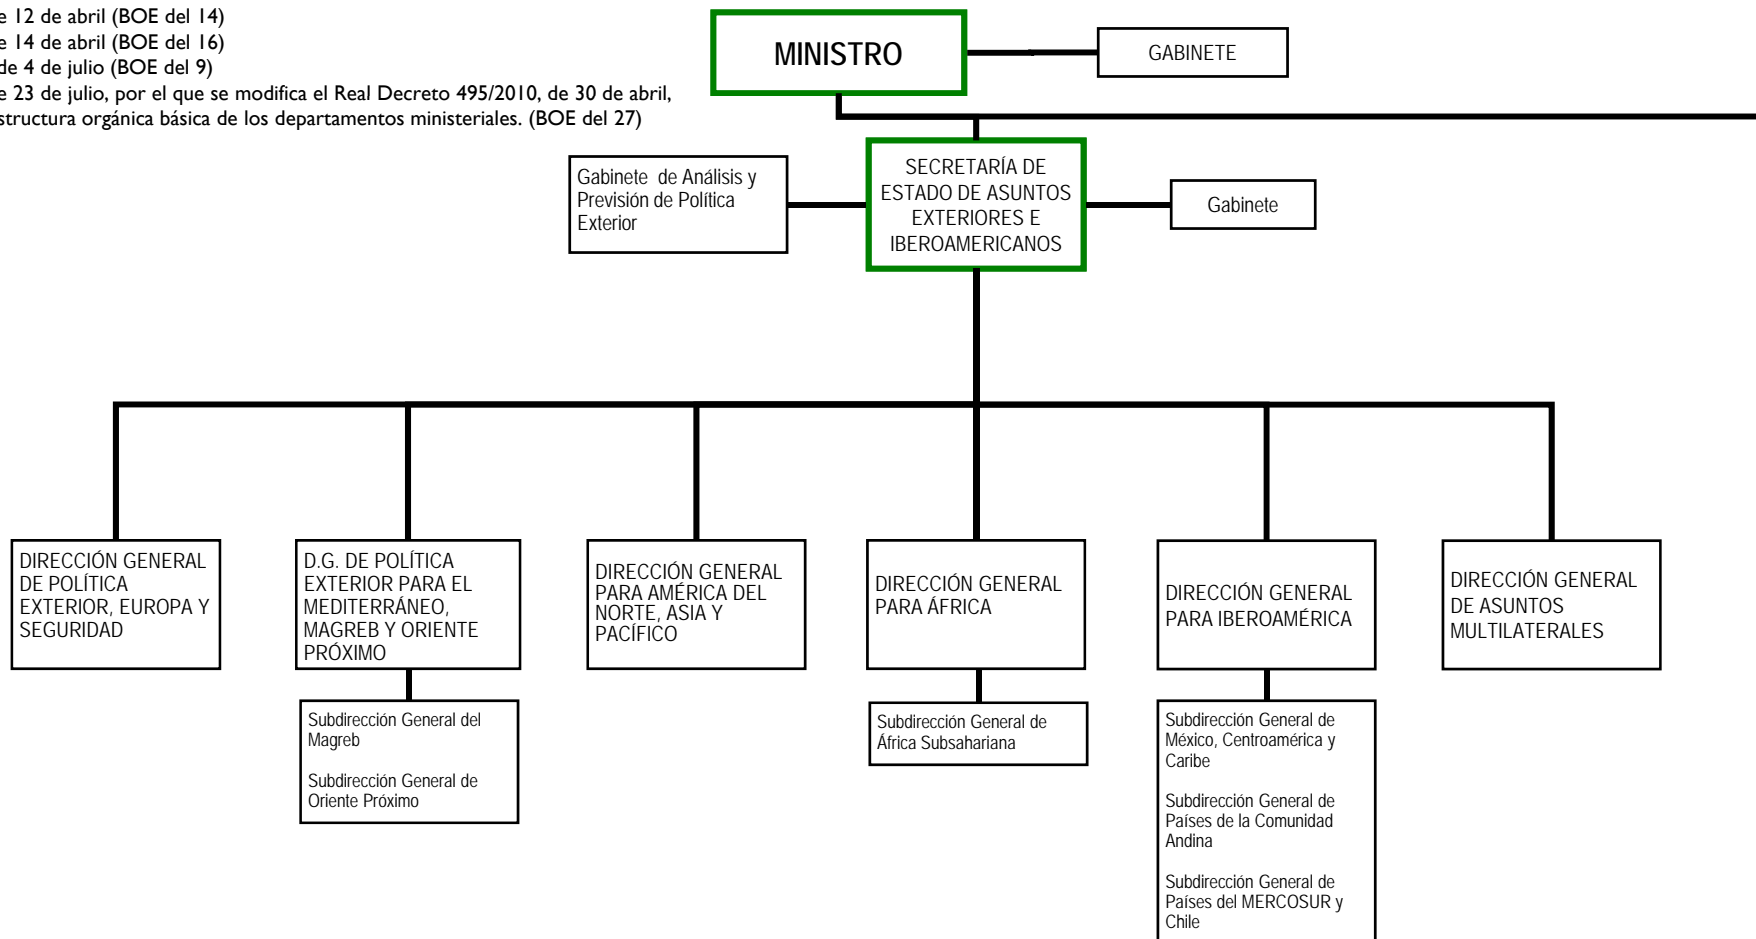 e 12 de abril (BOE del 14)
e 14 de abril (BOE del 16)
de 4 de julio (BOE del 9)
e 23 de julio, por el que se modifica el Real Decreto 495/2010, de 30 de abril,
structura orgánica básica de los departamentos ministeriales. (BOE del 27)
MINISTRO
GABINETE
Gabinete de Análisis y
Previsión de Política
Exterior
SECRETARÍA DE
ESTADO DE ASUNTOS
EXTERIORES E
IBEROAMERICANOS
Gabinete
DIRECCIÓN GENERAL
DE POLÍTICA
EXTERIOR, EUROPA Y
SEGURIDAD
D.G. DE POLÍTICA
EXTERIOR PARA EL
MEDITERRÁNEO,
MAGREB Y ORIENTE
PRÓXIMO
DIRECCIÓN GENERAL
PARA AMÉRICA DEL
NORTE, ASIA Y
PACÍFICO
DIRECCIÓN GENERAL
PARA ÁFRICA
DIRECCIÓN GENERAL
PARA IBEROAMÉRICA
DIRECCIÓN GENERAL
DE ASUNTOS
MULTILATERALES
Subdirección General del
Magreb
Subdirección General de
Oriente Próximo
Subdirección General de
África Subsahariana
Subdirección General de
México, Centroamérica y
Caribe
Subdirección General de
Países de la Comunidad
Andina
Subdirección General de
Países del MERCOSUR y
Chile